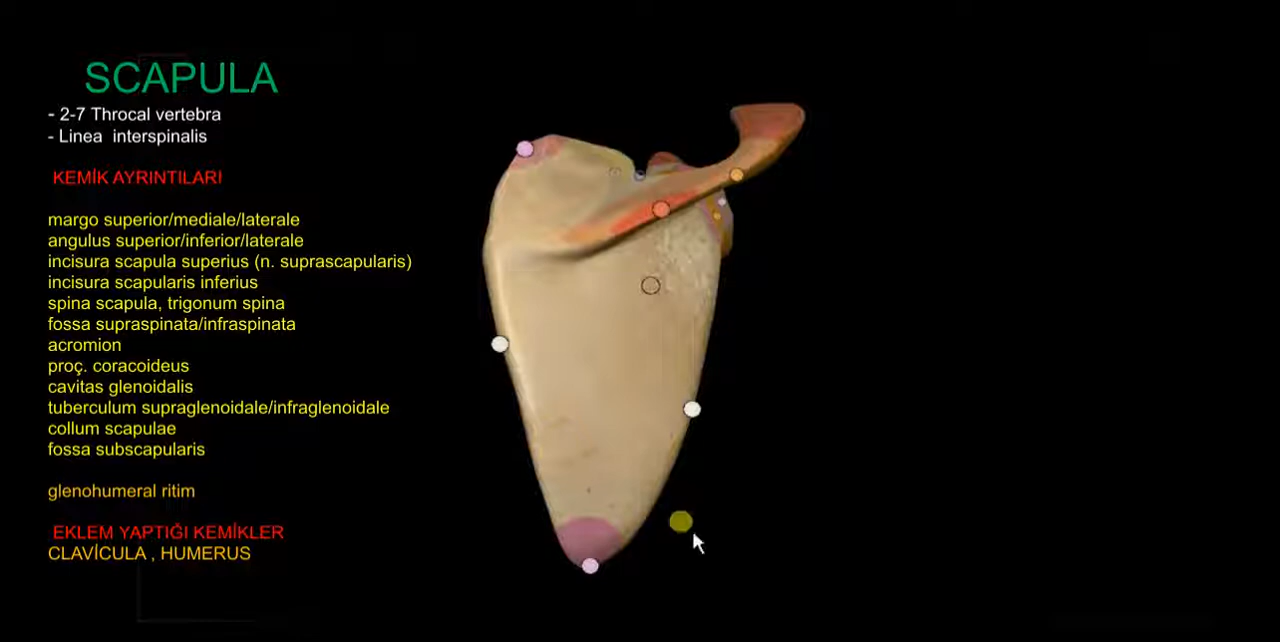 SCAPULA
- 2-7 Throcal vertebra
- Linea interspinalis
KEMİK AYRINTILARI
margo superior/mediale/laterale
angulus superior/inferior/laterale
incisura scapula superius (n. suprascapularis)
incisura scapularis inferius
spina scapula, trigonum spina
fossa supraspinata/infraspinata
acromion
proç. coracoideus
cavitas glenoidalis
tuberculum supraglenoidale/infraglenoidale
collum scapulae
fossa subscapularis
glenohumeral ritim
EKLEM YAPTIĞI KEMİKLER
CLAVİCULA , HUMERUS